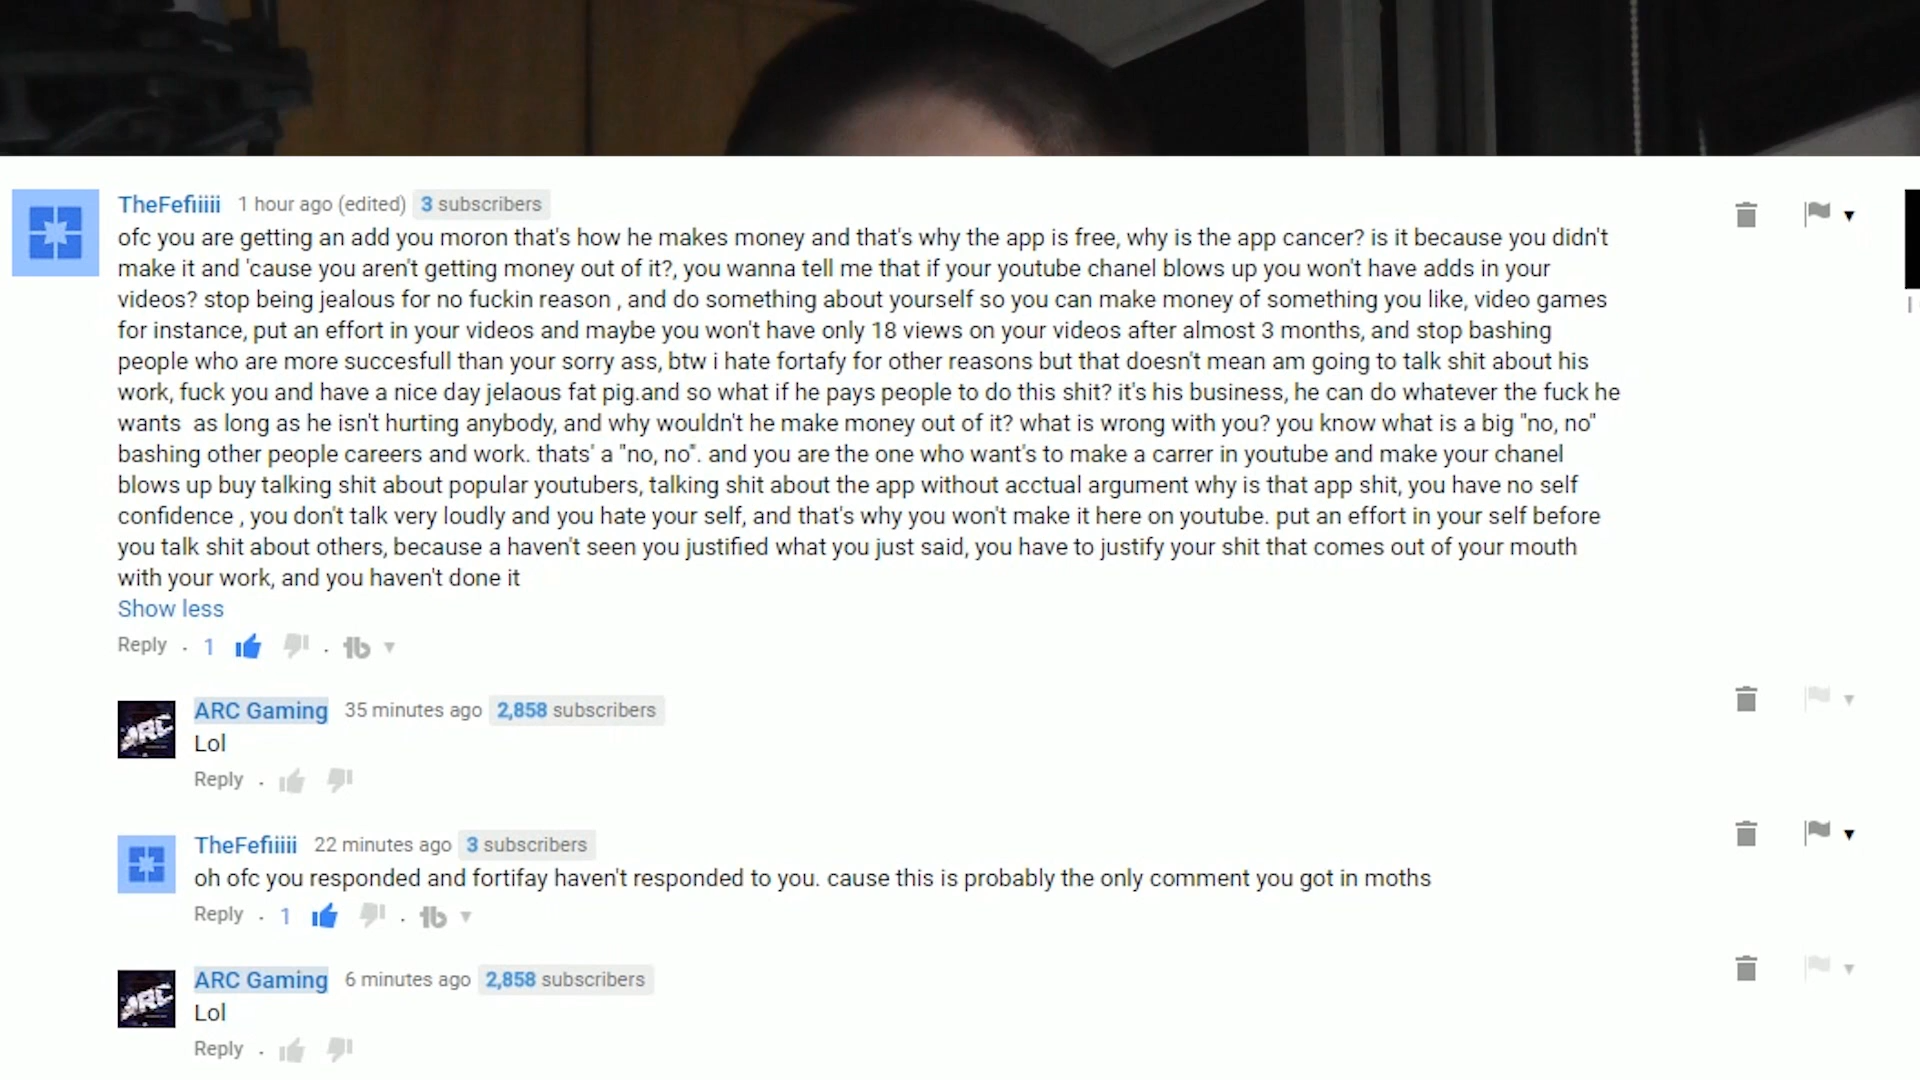 TheFefiiiii 1 hour ago (edited) 3 subscribers
ofc you are getting an add you moron that's how he makes money and that's why the app is free, why is the app cancer? is it because you didn't
make it and 'cause you aren't getting money out of it?, you wanna tell me that if your youtube chanel blows up you won't have adds in your
videos? stop being jealous for no fuckin reason , and do something about yourself so you can make money of something you like, video games
for instance, put an effort in your videos and maybe you won't have only 18 views on your videos after almost 3 months, and stop bashing
people who are more succesfull than your sorry ass, btw i hate fortafy for other reasons but that doesn't mean am going to talk shit about his
work, fuck you and have a nice day jelaous fat pig.and so what if he pays people to do this shit? it's his business, he can do whatever the fuck he
wants  as long as he isn't hurting anybody, and why wouldn't he make money out of it? what is wrong with you? you know what is a big "no, no"
bashing other people careers and work. thats' a "no, no". and you are the one who want's to make a carrer in youtube and make your chanel
blows up buy talking shit about popular youtubers, talking shit about the app without acctual argument why is that app shit, you have no self
confidence , you don't talk very loudly and you hate your self, and that's why you won't make it here on youtube. put an effort in your self before
you talk shit about others, because a haven't seen you justified what you just said, you have to justify your shit that comes out of your mouth
with your work, and you haven't done it
Show less
Reply . 1 .
ARC Gaming 35 minutes ago 2,858 subscribers
Lol
Reply .
TheFefiiiii 22 minutes ago 3 subscribers
oh ofc you responded and fortifay haven't responded to you. cause this is probably the only comment you got in moths
Reply . 1 .
ARC Gaming 6 minutes ago 2,858 subscribers
Lol
Reply .